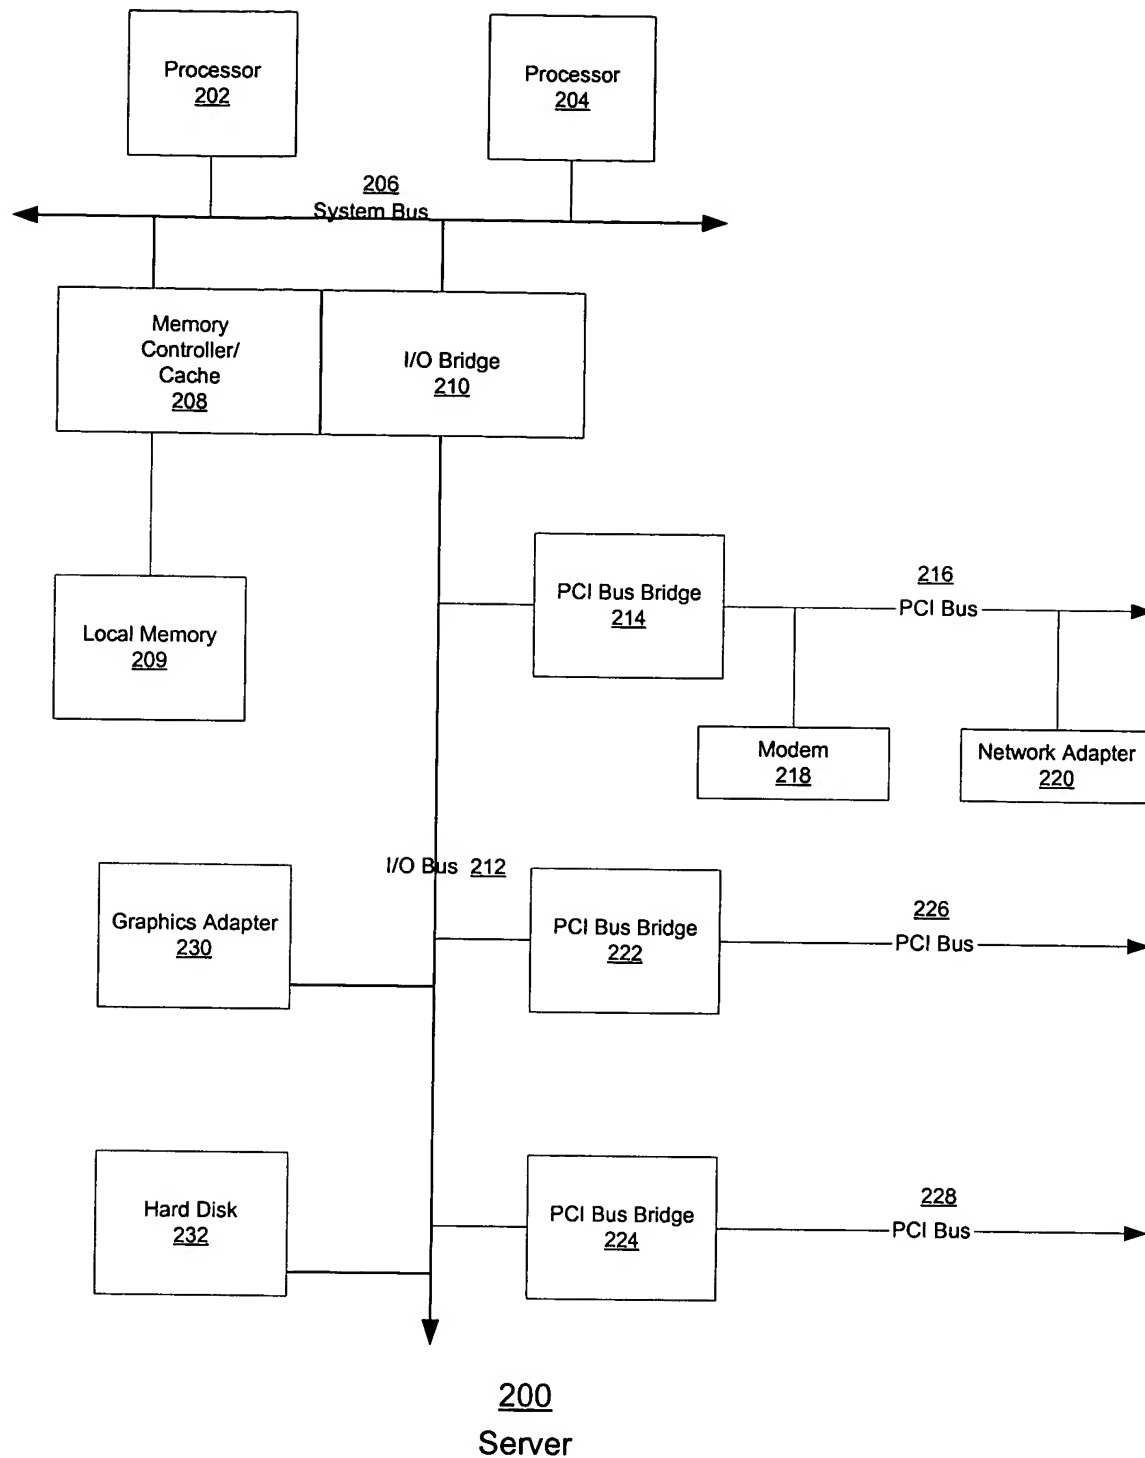 Processor
202
Processor
204
206
System Bus
Memory
Controller/
Cache
208
I/O Bridge
210
PCI Bus Bridge
214
216
PCI Bus
Local Memory
209
Modem
218
Network Adapter
220
I/O Bus 212
Graphics Adapter
230
PCI Bus Bridge
222
226
PCI Bus
Hard Disk
232
PCI Bus Bridge
224
228
PCI Bus
200
Server